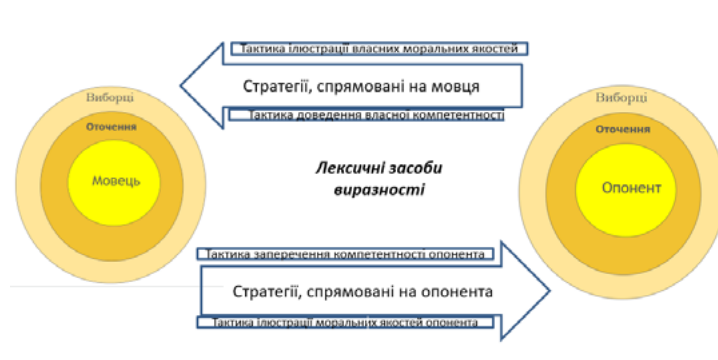 Тактика ілюстрації власних моральних якостей
Стратегії, спрямовані на мовця
Тактика доведення власної компетентності
Виборці
Оточення
Мовець
Лексичні засоби
виразності
Виборці
Оточення
Опонент
Тактика заперечення компетентності опонента
Стратегії, спрямовані на опонента
Тактика ілюстрації моральних якостей опонента